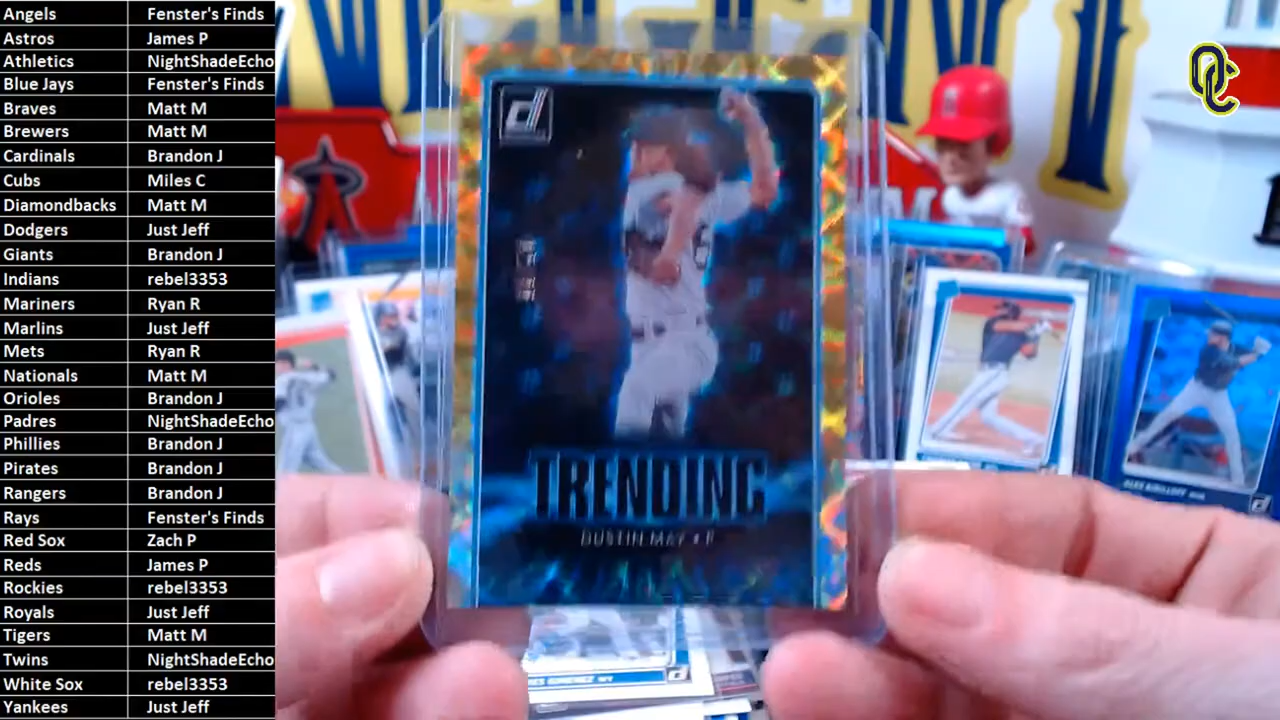 Angels Fenster's Finds
Astros James P
Athletics NightShadeEcho
Blue Jays Fenster's Finds
Braves Matt M
Brewers Matt M
Cardinals Brandon J
Cubs Miles C
Diamondbacks Matt M
Dodgers Just Jeff
Giants Brandon J
Indians rebel3353
Mariners Ryan R
Marlins Just Jeff
Mets Ryan R
Nationals Matt M
Orioles Brandon J
Padres NightShadeEcho
Phillies Brandon J
Pirates Brandon J
Rangers Brandon J
Rays Fenster's Finds
Red Sox Zach P
Reds James P
Rockies rebel3353
Royals Just Jeff
Tigers Matt M
Twins NightShadeEcho
White Sox rebel3353
Yankees Just Jeff
d
TRENDING
DUSTIN MAY • P
OC